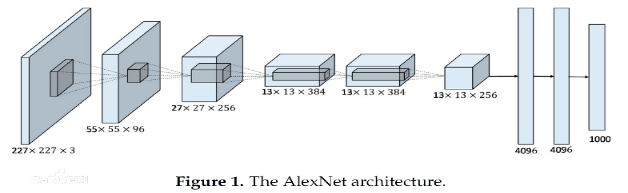 227× 227 × 3
55× 55 × 96
27× 27 × 256
13× 13 × 384
13× 13 × 384
13× 13 × 256
4096
4096
1000
Figure 1. The AlexNet architecture.